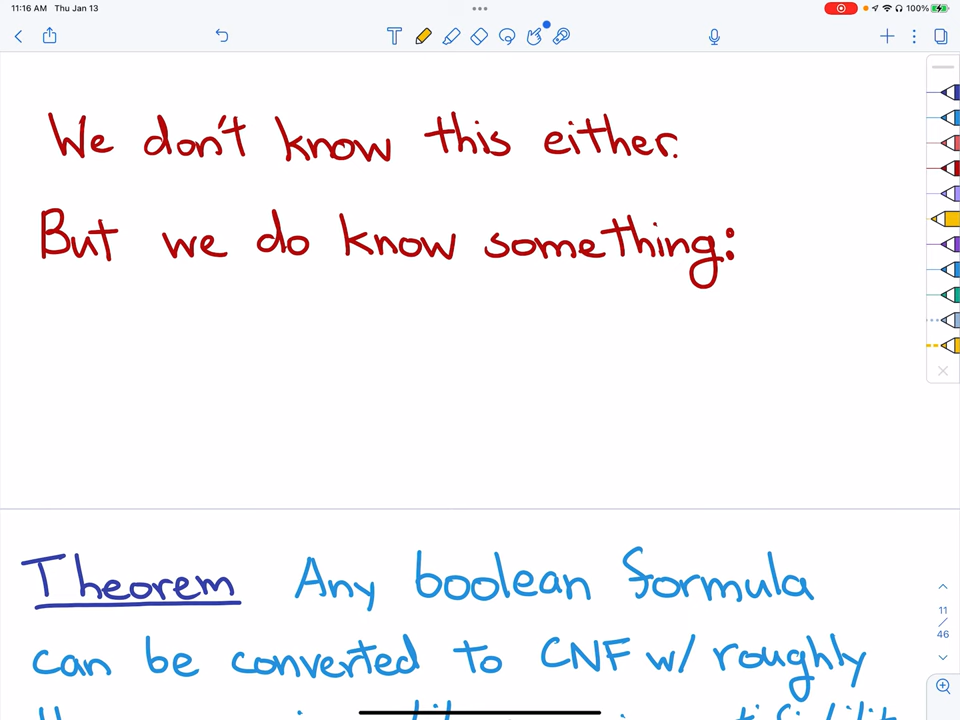 11:16 AM Thu Jan 13
100%
We don't know this either.
But we do know something:
Theorem Any boolean formula
can be converted to CNF w/ roughly
11
/
46